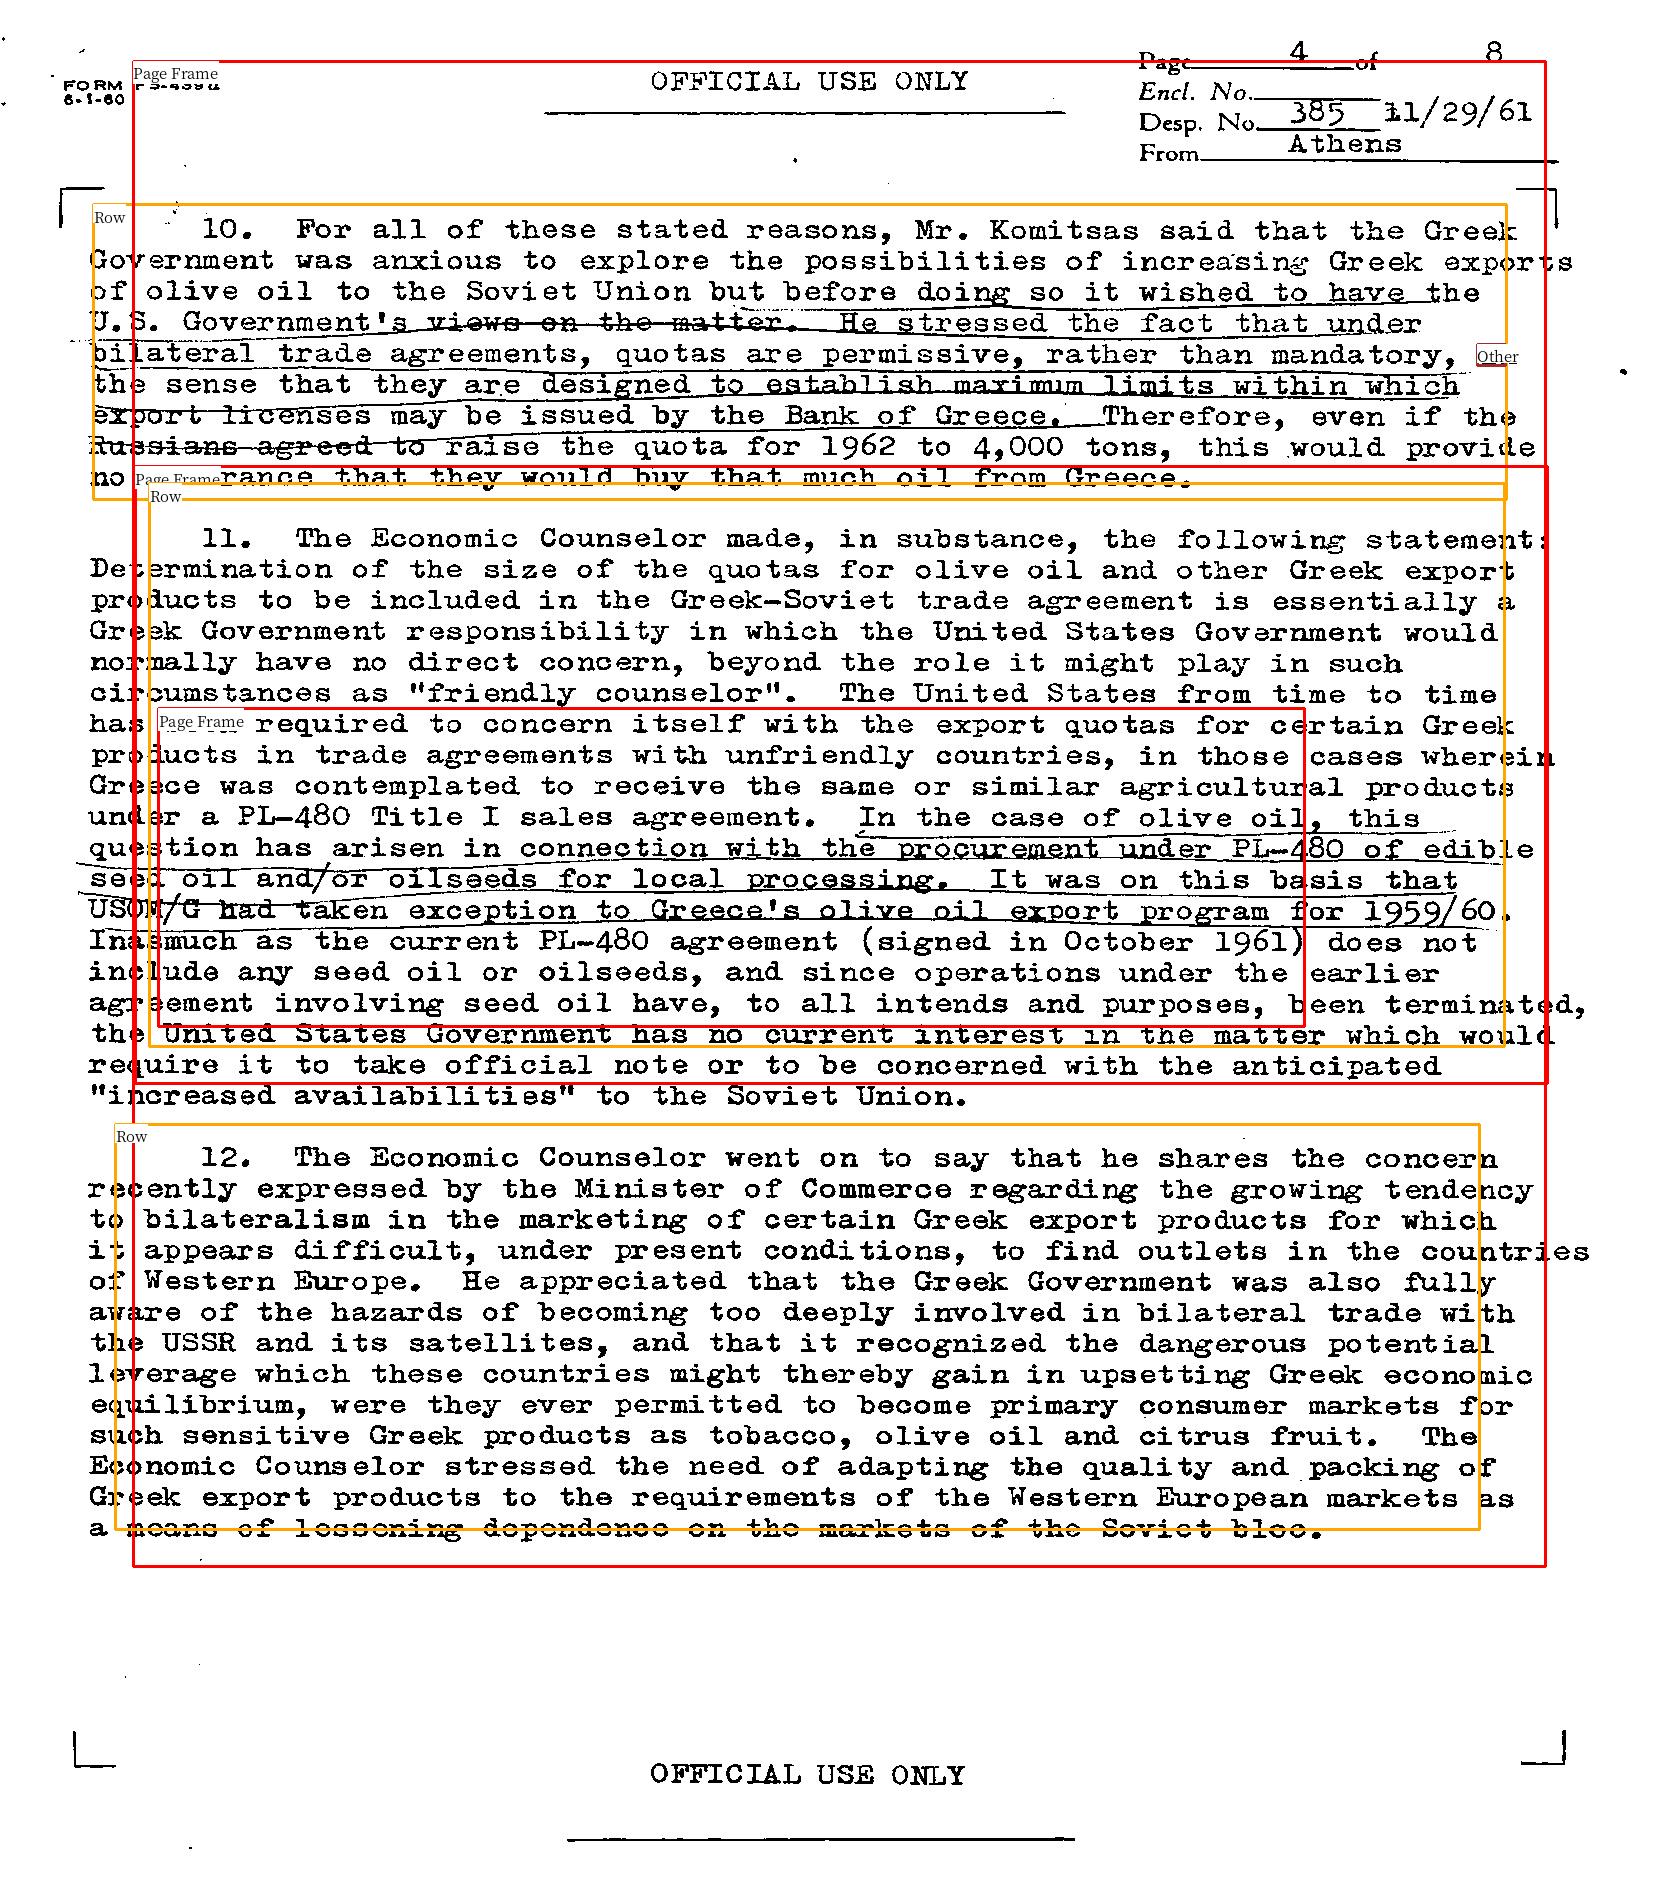 Page 4 of 8
FORM
6-1-60
OFFICIAL USE ONLY
Encl. No.
Desp. No. 385 11/29/61
From Athens
Page Frame
Row
10. For all of these stated reasons, Mr. Komitsas said that the Greek
Government was anxious to explore the possibilities of increasing Greek exports
of olive oil to the Soviet Union but before doing so it wished to have the
U.S. Government's views on the matter. He stressed the fact that under
bilateral trade agreements, quotas are permissive, rather than mandatory, Other
the sense that they are designed to establish maximum limits within which
export licenses may be issued by the Bank of Greece. Therefore, even if the
Russians agreed to raise the quota for 1962 to 4,000 tons, this would provide
no rance that they would buy that much oil from Greece.
Page Frame
Row
11. The Economic Counselor made, in substance, the following statement:
Determination of the size of the quotas for olive oil and other Greek export
products to be included in the Greek-Soviet trade agreement is essentially a
Greek Government responsibility in which the United States Government would
normally have no direct concern, beyond the role it might play in such
circumstances as "friendly counselor". The United States from time to time
has Page Frame required to concern itself with the export quotas for certain Greek
products in trade agreements with unfriendly countries, in those cases wherein
Greece was contemplated to receive the same or similar agricultural products
under a PL-480 Title I sales agreement. In the case of olive oil, this
question has arisen in connection with the procurement under PL-480 of edible
seed oil and/or oilseeds for local processing. It was on this basis that
USOM/G had taken exception to Greece's olive oil export program for 1959/60.
Inasmuch as the current PL-480 agreement (signed in October 1961) does not
include any seed oil or oilseeds, and since operations under the earlier
agreement involving seed oil have, to all intends and purposes, been terminated,
the United States Government has no current interest in the matter which would
require it to take official note or to be concerned with the anticipated
"increased availabilities" to the Soviet Union.
Row
12. The Economic Counselor went on to say that he shares the concern
recently expressed by the Minister of Commerce regarding the growing tendency
to bilateralism in the marketing of certain Greek export products for which
it appears difficult, under present conditions, to find outlets in the countries
of Western Europe. He appreciated that the Greek Government was also fully
aware of the hazards of becoming too deeply involved in bilateral trade with
the USSR and its satellites, and that it recognized the dangerous potential
leverage which these countries might thereby gain in upsetting Greek economic
equilibrium, were they ever permitted to become primary consumer markets for
such sensitive Greek products as tobacco, olive oil and citrus fruit. The
Economic Counselor stressed the need of adapting the quality and packing of
Greek export products to the requirements of the Western European markets as
a means of lessening dependence on the markets of the Soviet bloc.
OFFICIAL USE ONLY